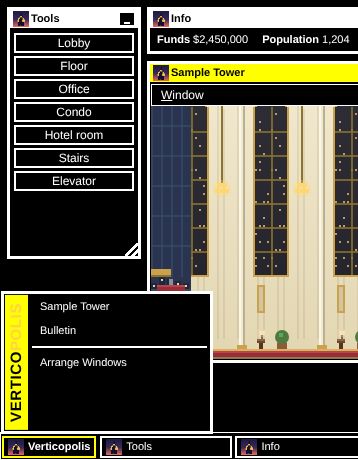 Tools
Lobby
Floor
Office
Condo
Hotel room
Stairs
Elevator
Info
Funds $2,450,000 Population 1,204
Sample Tower
Window
VERTICOPOLIS
Sample Tower
Bulletin
Arrange Windows
Verticopolis
Tools
Info